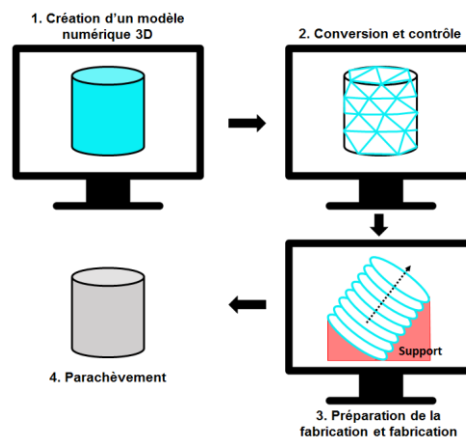 1. Création d'un modèle
numérique 3D
2. Conversion et contrôle
Support
3. Préparation de la
fabrication et fabrication
4. Parachèvement